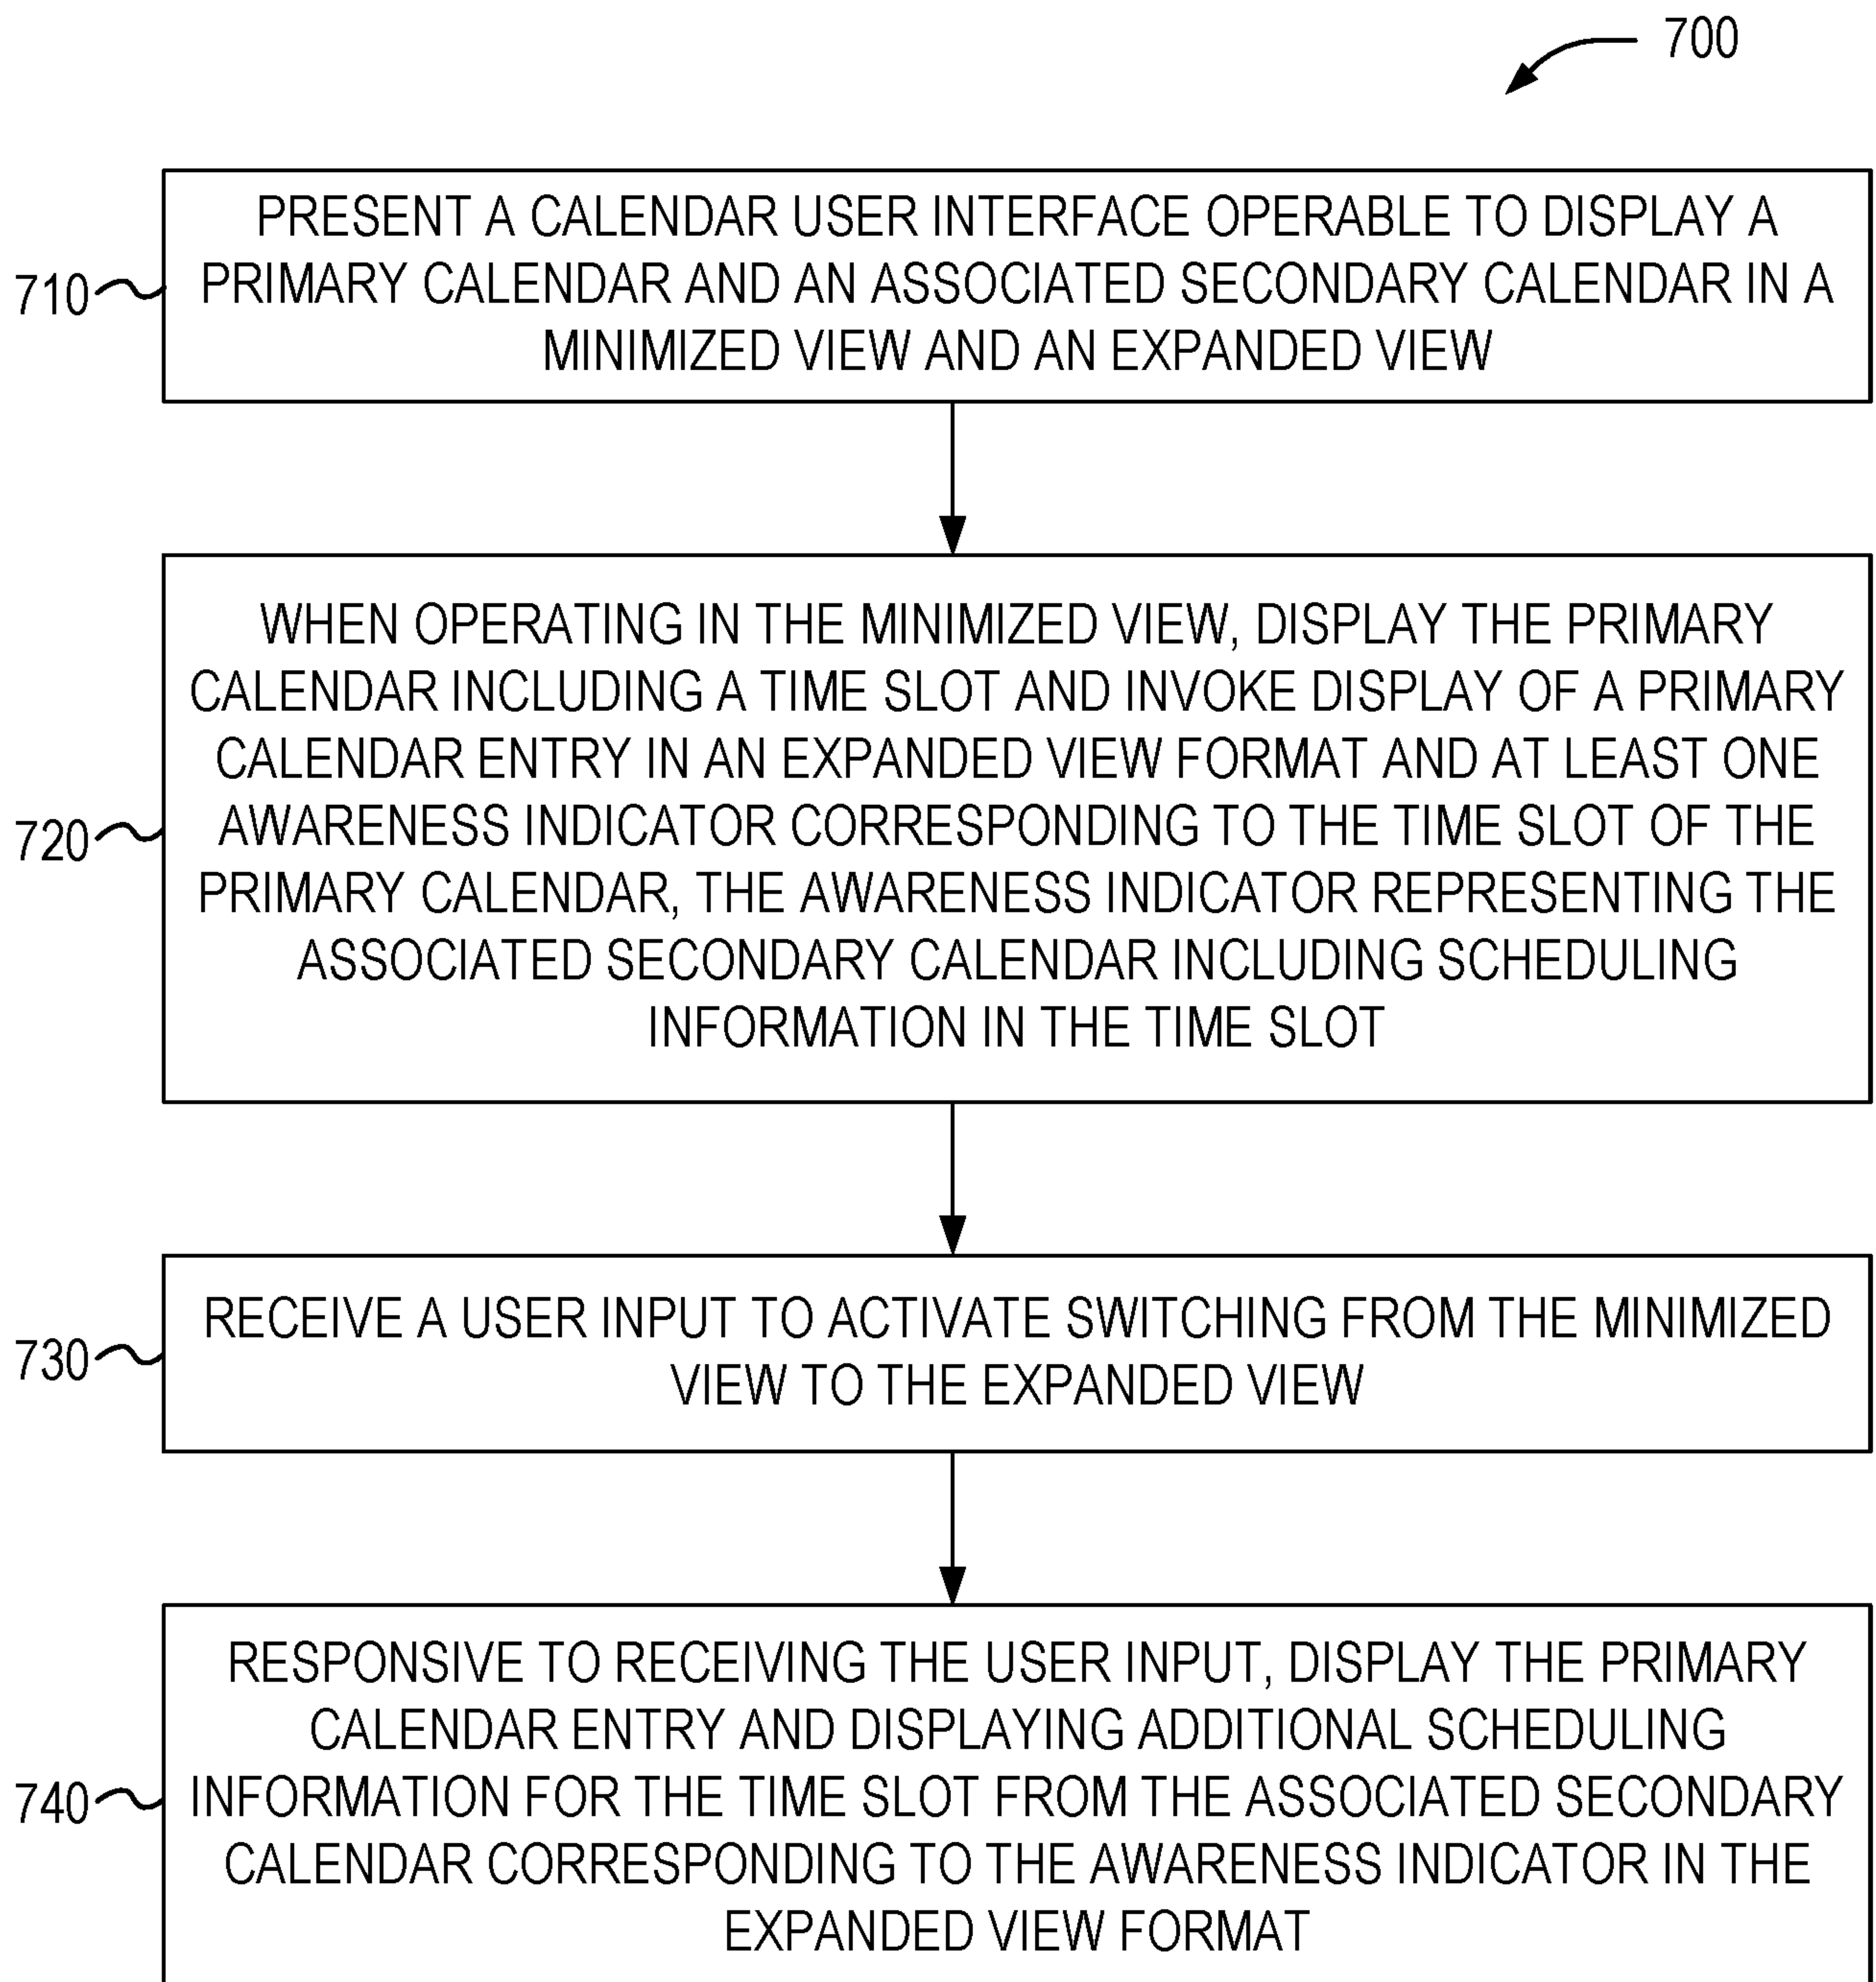 700
710
PRESENT A CALENDAR USER INTERFACE OPERABLE TO DISPLAY A
PRIMARY CALENDAR AND AN ASSOCIATED SECONDARY CALENDAR IN A
MINIMIZED VIEW AND AN EXPANDED VIEW
720
WHEN OPERATING IN THE MINIMIZED VIEW, DISPLAY THE PRIMARY
CALENDAR INCLUDING A TIME SLOT AND INVOKE DISPLAY OF A PRIMARY
CALENDAR ENTRY IN AN EXPANDED VIEW FORMAT AND AT LEAST ONE
AWARENESS INDICATOR CORRESPONDING TO THE TIME SLOT OF THE
PRIMARY CALENDAR, THE AWARENESS INDICATOR REPRESENTING THE
ASSOCIATED SECONDARY CALENDAR INCLUDING SCHEDULING
INFORMATION IN THE TIME SLOT
730
RECEIVE A USER INPUT TO ACTIVATE SWITCHING FROM THE MINIMIZED
VIEW TO THE EXPANDED VIEW
740
RESPONSIVE TO RECEIVING THE USER INPUT, DISPLAY THE PRIMARY
CALENDAR ENTRY AND DISPLAYING ADDITIONAL SCHEDULING
INFORMATION FOR THE TIME SLOT FROM THE ASSOCIATED SECONDARY
CALENDAR CORRESPONDING TO THE AWARENESS INDICATOR IN THE
EXPANDED VIEW FORMAT